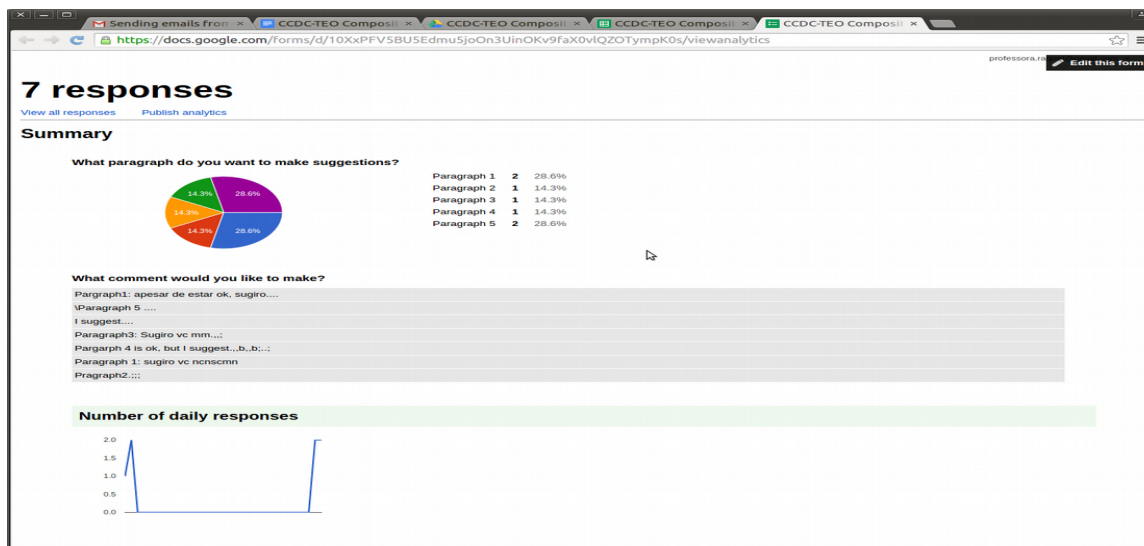 Sending emails from
CCDC-TEO Composi
CCDC-TEO Composi
CCDC-TEO Composi
CCDC-TEO Composi
https://docs.google.com/forms/d/10XxPFV5BU5Edmu5joOn3UinOKv9faX0vlQZOTympK0s/viewanalytics
professora.ra
Edit this form
7 responses
View all responses Publish analytics
Summary
What paragraph do you want to make suggestions?
14.3% 28.6%
14.3%
14.3% 28.6%
Paragraph 1 2 28.6%
Paragraph 2 1 14.3%
Paragraph 3 1 14.3%
Paragraph 4 1 14.3%
Paragraph 5 2 28.6%
What comment would you like to make?
Pargraph1: apesar de estar ok, sugiro....
\Paragraph 5 ....
I suggest....
Paragraph3: Sugiro vc mm.,.;
Pargarph 4 is ok, but I suggest.,,b,,b;..;
Paragraph 1: sugiro vc ncnscmn
Pragraph2.;;;
Number of daily responses
2.0
1.5
1.0
0.5
0.0